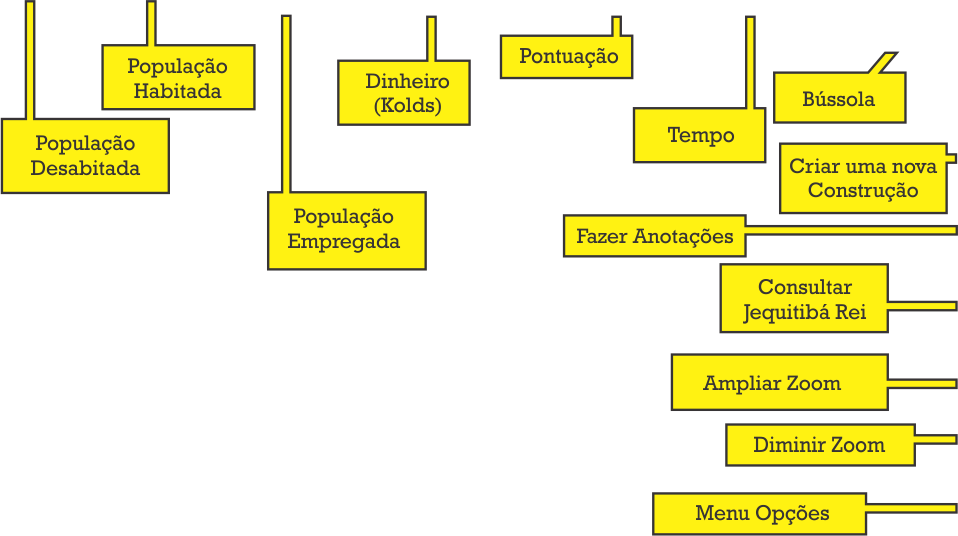 População
Desabitada
População
Habitada
População
Empregada
Dinheiro
(Kolds)
Pontuação
Tempo
Bússola
Criar uma nova
Construção
Fazer Anotações
Consultar
Jequitibá Rei
Ampliar Zoom
Diminir Zoom
Menu Opções